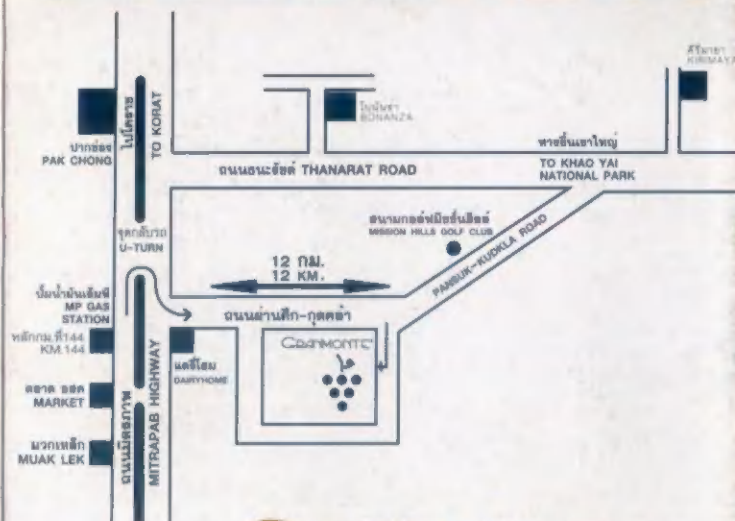 คีรีมายา
KIRIMAYA
โบนันซ่า
BONANZA
ปากช่อง
PAK CHONG
ไปโคราช
TO KORAT
ถนนธนะรัชต์ THANARAT ROAD
ทางขึ้นเขาใหญ่
TO KHAO YAI
NATIONAL PARK
สนามกอล์ฟมิชชั่นฮิลล์
MISSION HILLS GOLF CLUB
PANSUK-KUDKLA ROAD
จุดกลับรถ
U-TURN
12 กม.
12 KM.
ปั้มน้ำมันเอ็มพี
MP GAS
STATION
หลักกม.ที่144
KM.144
ถนนผ่านศึก-กุดคล้า
GRANMONTE
แดรี่โฮม
DAIRYHOME
ตลาด อตก
MARKET
มวกเหล็ก
MUAK LEK
ถนนมิตรภาพ
MITRAPAB HIGHWAY